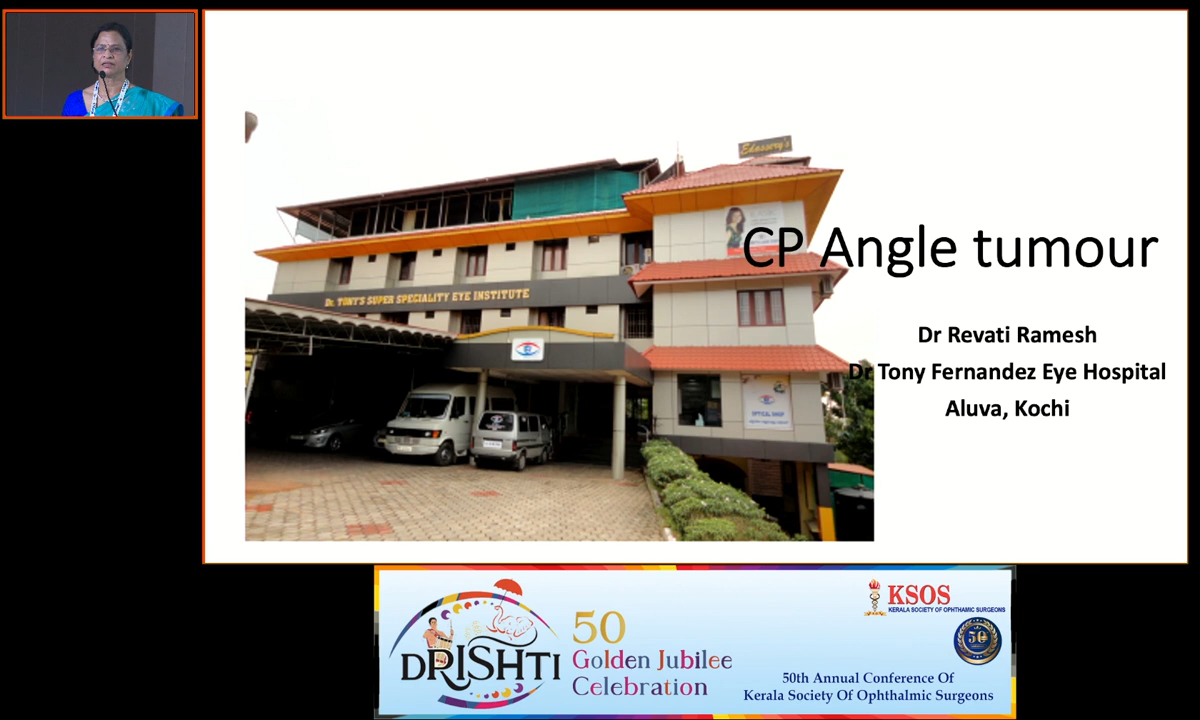 Edassery's
CP Angle tumour
Dr. TONY'S SUPER SPECIALITY EYE INSTITUTE
Dr Revati Ramesh
Dr Tony Fernandez Eye Hospital
Aluva, Kochi
OPTICAL SHOP
DRISHTI
50
Golden Jubilee
Celebration
KSOS
KERALA SOCIETY OF OPHTHAMIC SURGEONS
50
50th Annual Conference Of
Kerala Society Of Ophthalmic Surgeons